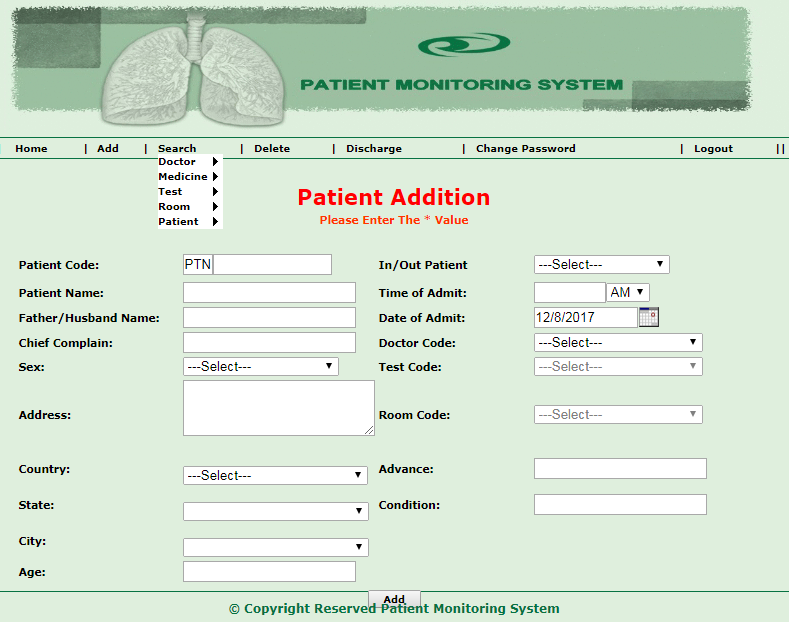 PATIENT MONITORING SYSTEM
Home | Add | Search | Delete | Discharge | Change Password | Logout ||
Doctor
Medicine
Test
Room
Patient
Patient Addition
Please Enter The * Value
Patient Code: PTN In/Out Patient ---Select---
Patient Name: Time of Admit: AM
Father/Husband Name: Date of Admit: 12/8/2017
Chief Complain: Doctor Code: ---Select---
Sex: ---Select--- Test Code: ---Select---
Address: Room Code: ---Select---
Country: ---Select--- Advance:
State: Condition:
City:
Age:
Add
© Copyright Reserved Patient Monitoring System